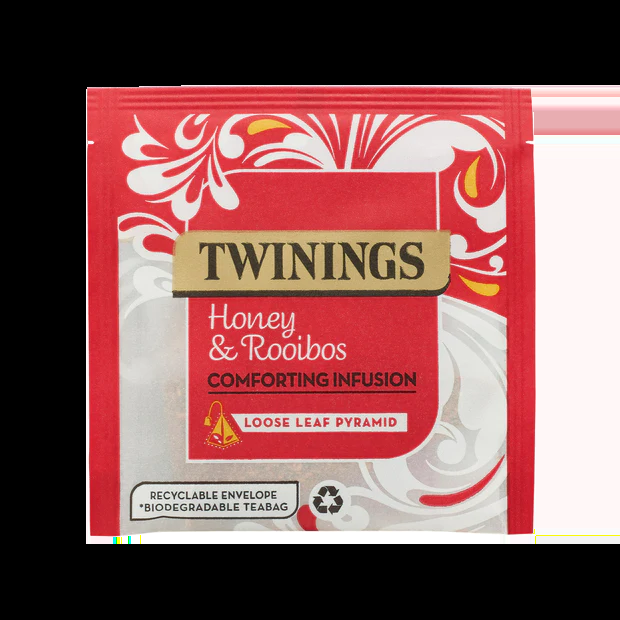 TWININGS
Honey
& Rooibos
COMFORTING INFUSION
LOOSE LEAF PYRAMID
RECYCLABLE ENVELOPE
*BIODEGRADABLE TEABAG